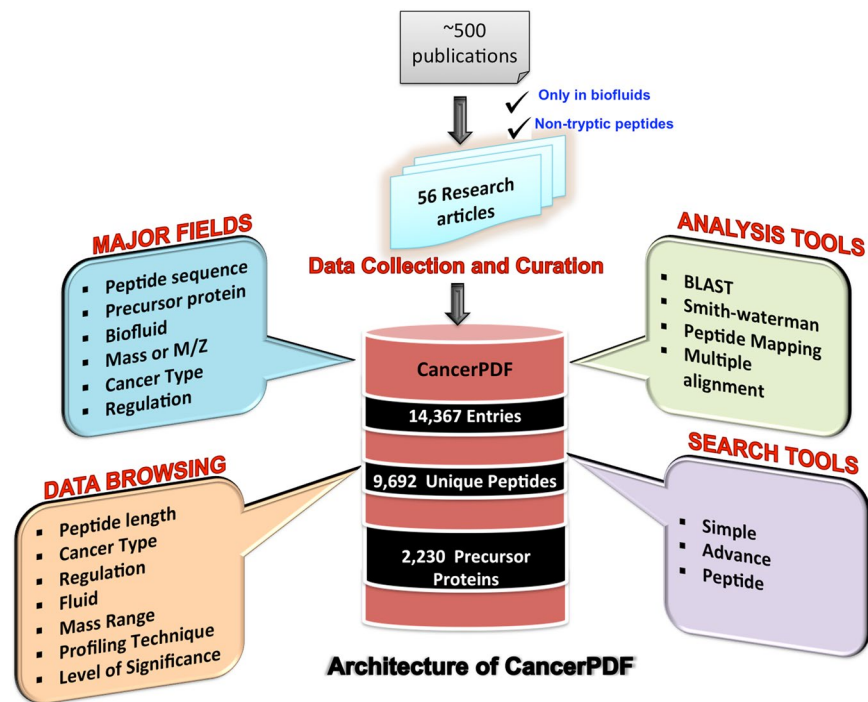 ~500
publications
Only in biofluids
Non-tryptic peptides
56 Research
articles
Data Collection and Curation
MAJOR FIELDS
Peptide sequence
Precursor protein
Biofluid
Mass or M/Z
Cancer Type
Regulation
ANALYSIS TOOLS
BLAST
Smith-waterman
Peptide Mapping
Multiple
alignment
CancerPDF
14,367 Entries
9,692 Unique Peptides
2,230 Precursor
Proteins
DATA BROWSING
Peptide length
Cancer Type
Regulation
Fluid
Mass Range
Profiling Technique
Level of Significance
SEARCH TOOLS
Simple
Advance
Peptide
Architecture of CancerPDF